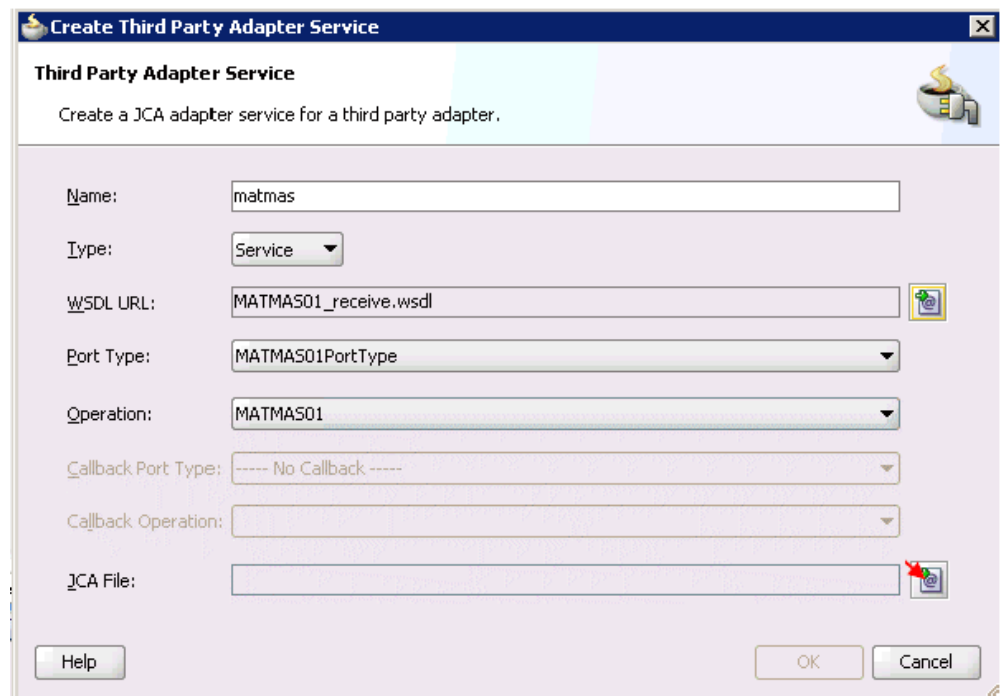 Create Third Party Adapter Service
Third Party Adapter Service
Create a JCA adapter service for a third party adapter.
Name: matmas
Type: Service
WSDL URL: MATMAS01_receive.wsdl
Port Type: MATMAS01PortType
Operation: MATMAS01
Callback Port Type: ----- No Callback -----
Callback Operation:
JCA File:
Help OK Cancel